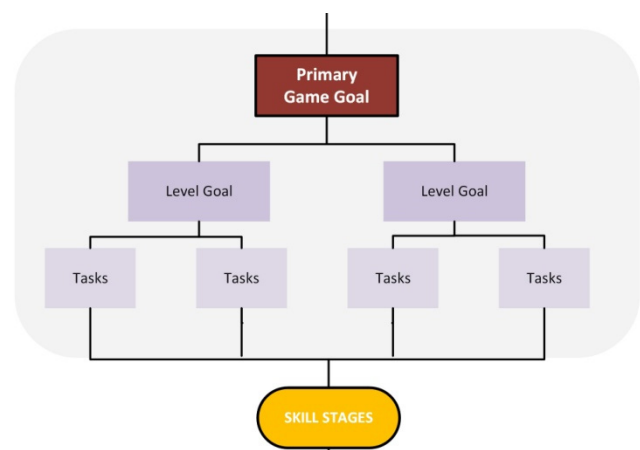 Primary
Game Goal
Level Goal
Level Goal
Tasks
Tasks
Tasks
Tasks
SKILL STAGES